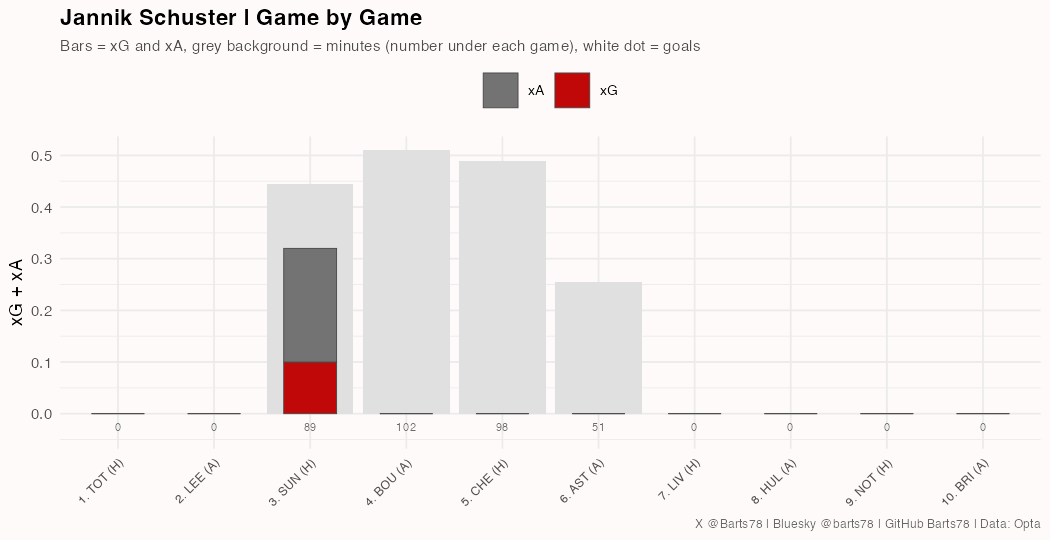 Jannik Schuster | Game by Game
Bars = xG and xA, grey background = minutes (number under each game), white dot = goals
xA xG
xG + xA
0.5
0.4
0.3
0.2
0.1
0.0
0 0 89 102 98 51 0 0 0 0
1. TOT (H) 2. LEE (A) 3. SUN (H) 4. BOU (A) 5. CHE (H) 6. AST (A) 7. LIV (H) 8. HUL (A) 9. NOT (H) 10. BRI (A)
X @Barts78 | Bluesky @barts78 | GitHub Barts78 | Data: Opta